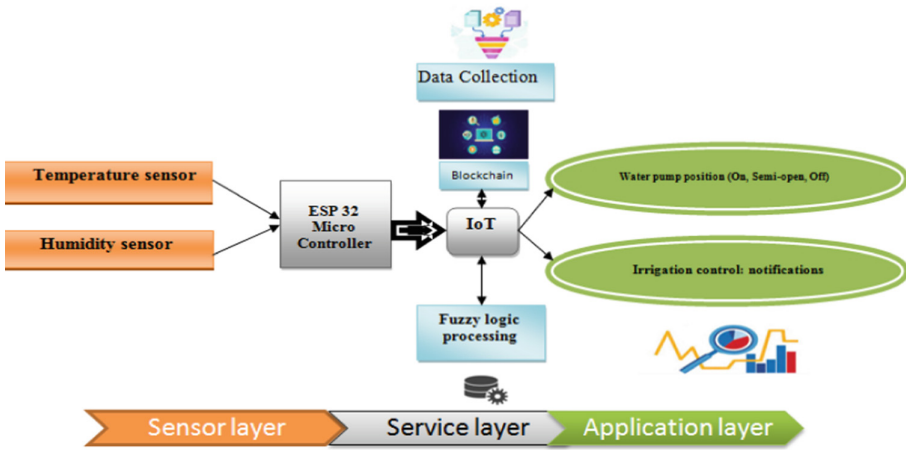 Data Collection
Blockchain
Temperature sensor
Humidity sensor
ESP 32
Micro
Controller
IoT
Water pump position (On, Semi-open, Off)
Irrigation control: notifications
Fuzzy logic
processing
Sensor layer
Service layer
Application layer